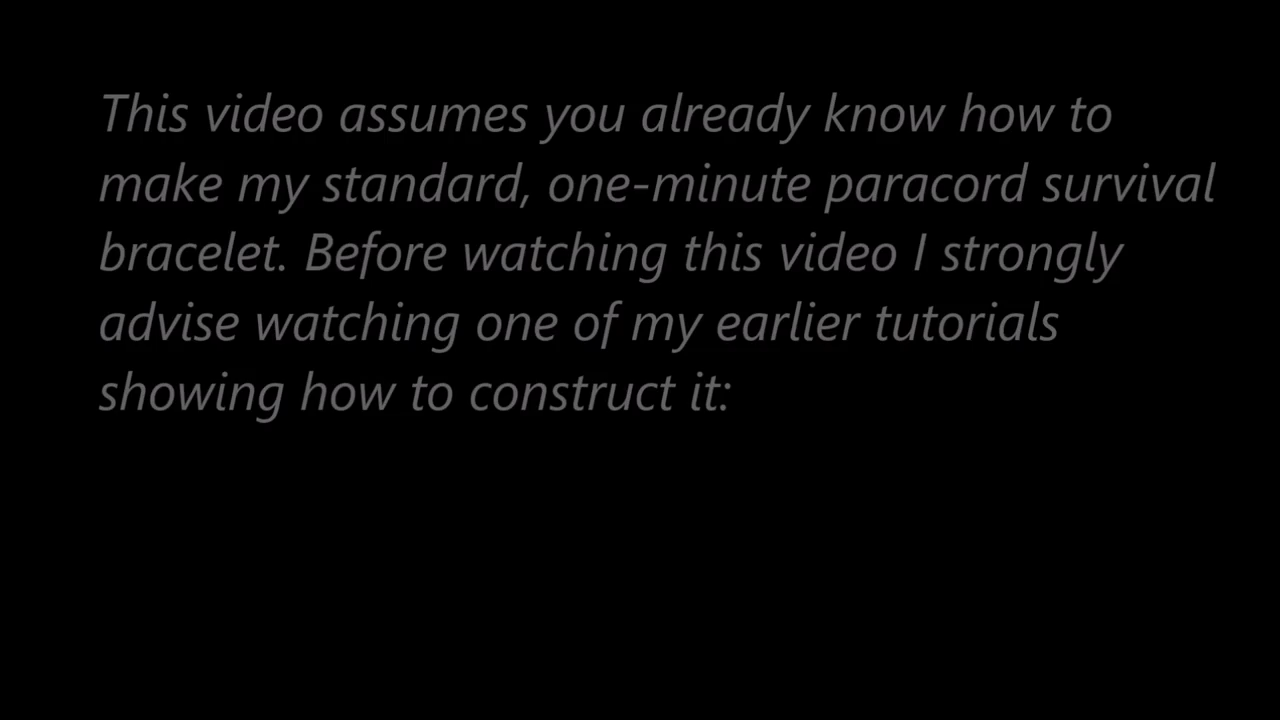 This video assumes you already know how to
make my standard, one-minute paracord survival
bracelet. Before watching this video I strongly
advise watching one of my earlier tutorials
showing how to construct it: